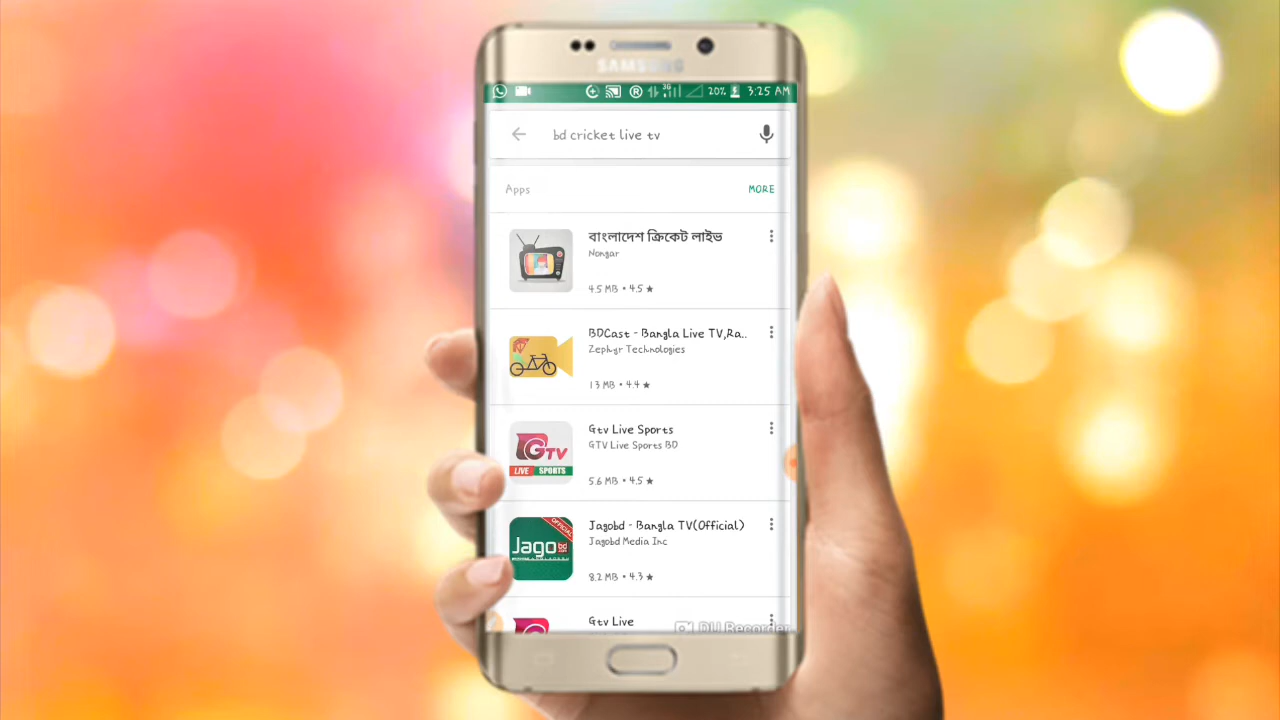 SAMSUNG
3G 20% 3:25 AM
bd cricket live tv
Apps MORE
বাংলাদেশ ক্রিকেট লাইভ
Nongar
4.5 MB • 4.5 ★
BDCast - Bangla Live TV,Ra..
Zephyr Technologies
13 MB • 4.4 ★
Gtv Live Sports
GTV Live Sports BD
5.6 MB • 4.5 ★
GTV
LIVE SPORTS
Jagobd - Bangla TV(Official)
Jagobd Media Inc
8.2 MB • 4.3 ★
OFFICIAL
Jago bd
Gtv Live
DU Recorder